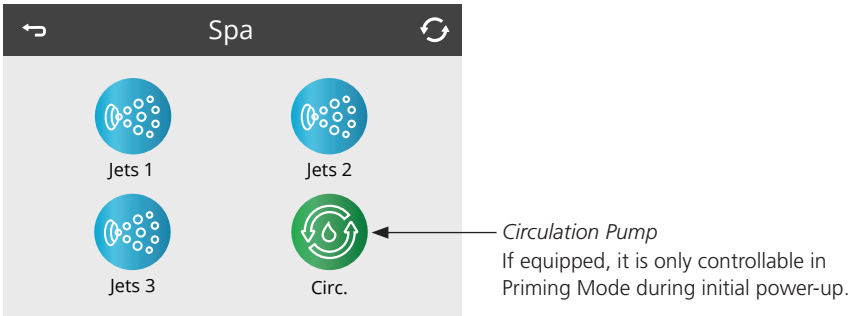 Spa
Jets 1
Jets 2
Jets 3
Circ.
Circulation Pump
If equipped, it is only controllable in
Priming Mode during initial power-up.